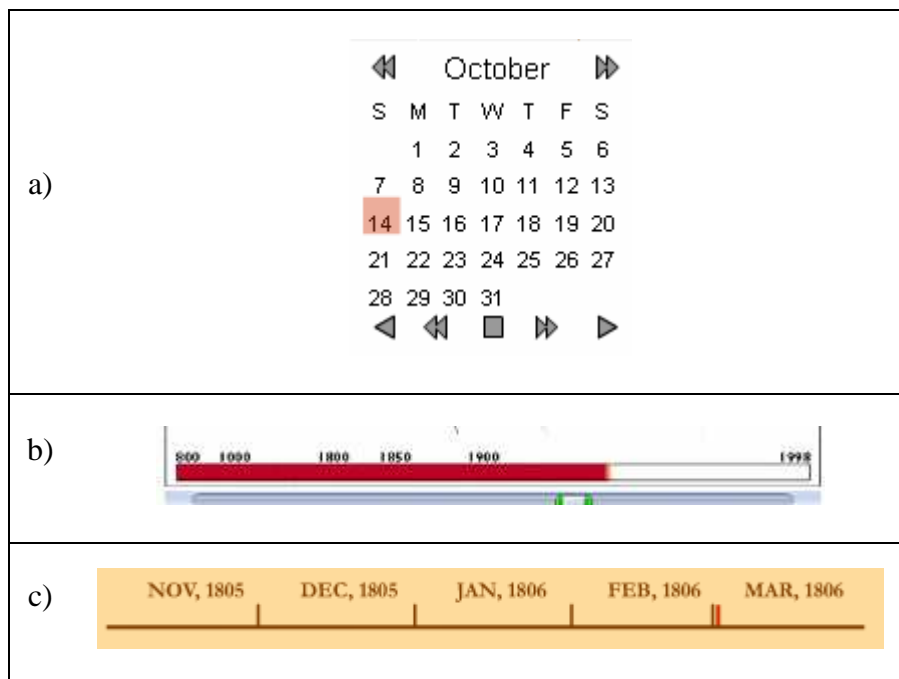 a)
October
S M T W T F S
1 2 3 4 5 6
7 8 9 10 11 12 13
14 15 16 17 18 19 20
21 22 23 24 25 26 27
28 29 30 31
b)
800 1000 1800 1850 1900 1998
c)
NOV, 1805 DEC, 1805 JAN, 1806 FEB, 1806 MAR, 1806